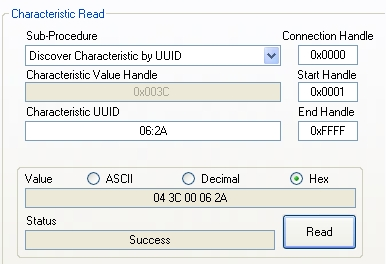 Characteristic Read
Sub-Procedure
Connection Handle
Discover Characteristic by UUID
0x0000
Characteristic Value Handle
Start Handle
0x003C
0x0001
Characteristic UUID
End Handle
06:2A
0xFFFF
Value ASCII Decimal Hex
04 3C 00 06 2A
Status
Success
Read